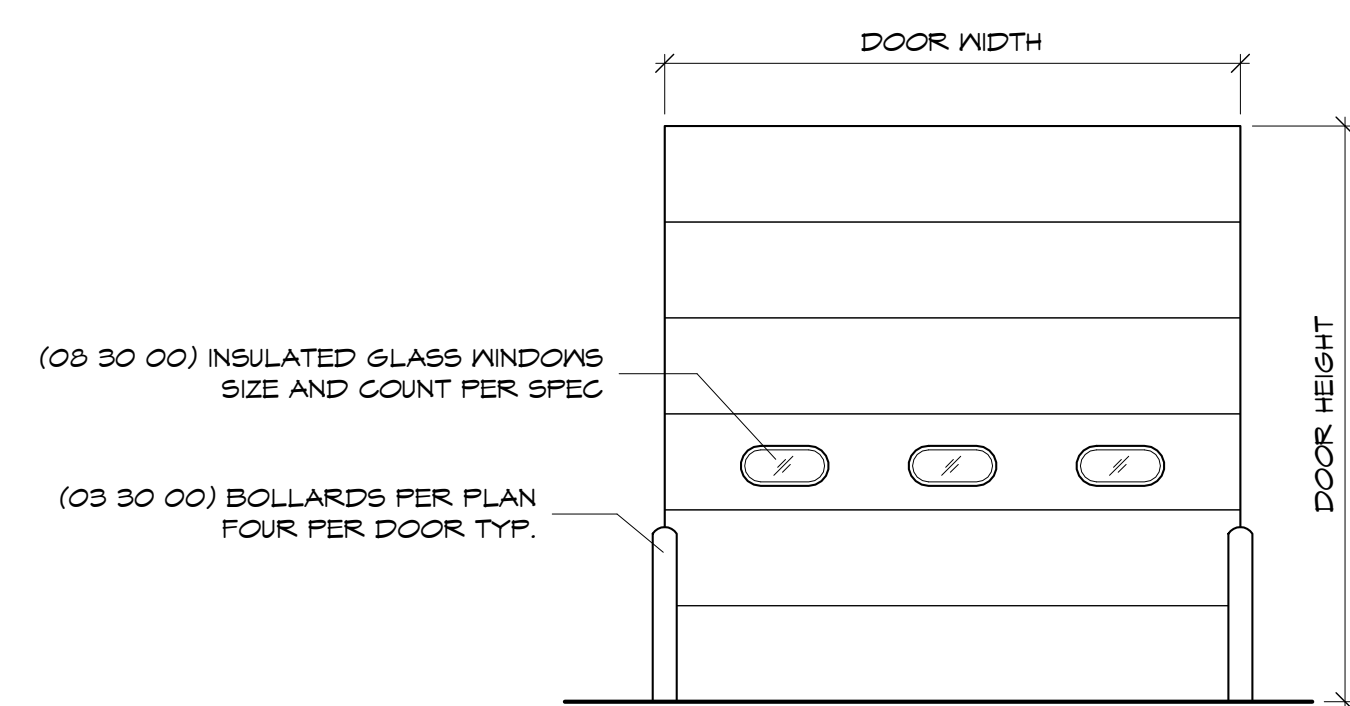 DOOR WIDTH
(08 30 00) INSULATED GLASS WINDOWS
SIZE AND COUNT PER SPEC
DOOR HEIGHT
(03 30 00) BOLLARDS PER PLAN
FOUR PER DOOR TYP.